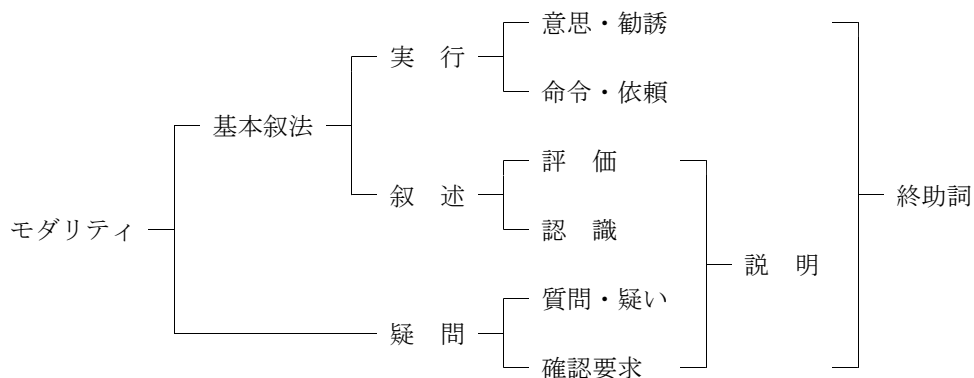 意思・勧誘
実　行
命令・依頼
基本叙法
評　価
叙　述
終助詞
認　識
モダリティ
説　明
質問・疑い
疑　問
確認要求